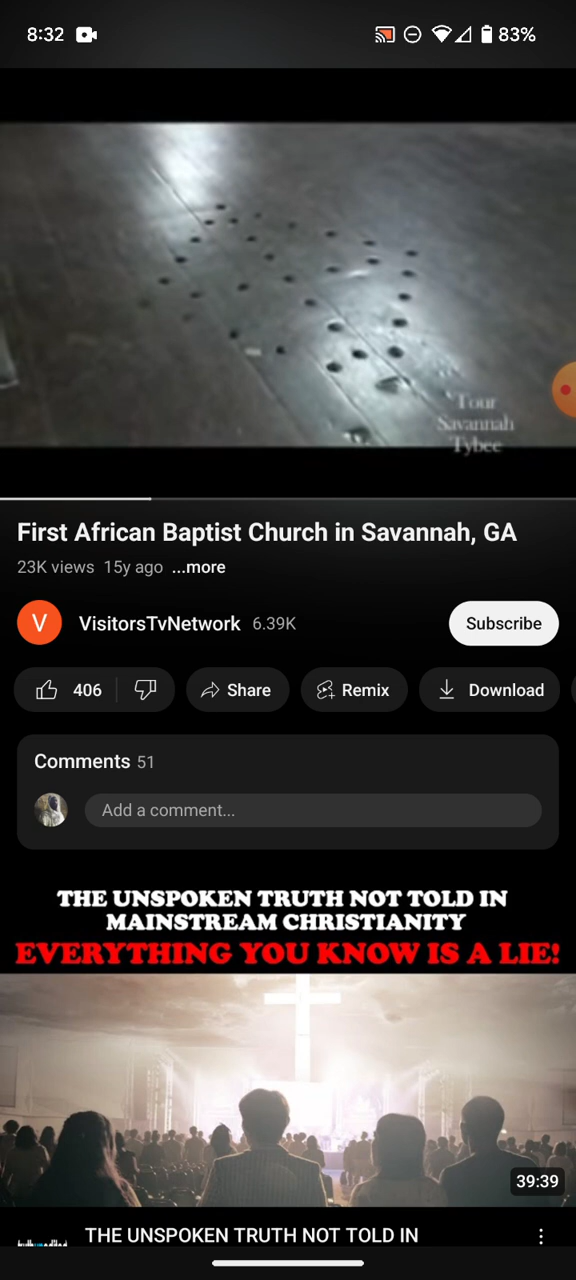 8:32
83%
Tour
Savannah
Tybee
First African Baptist Church in Savannah, GA
23K views 15y ago ...more
V VisitorsTvNetwork 6.39K Subscribe
406 Share Remix Download
Comments 51
Add a comment...
THE UNSPOKEN TRUTH NOT TOLD IN
MAINSTREAM CHRISTIANITY
EVERYTHING YOU KNOW IS A LIE!
39:39
THE UNSPOKEN TRUTH NOT TOLD IN